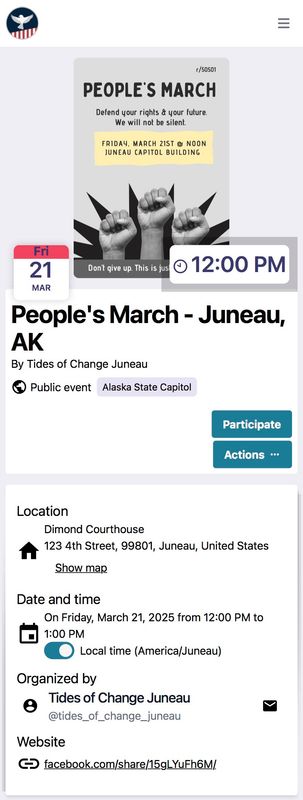 r/50501
PEOPLE'S MARCH
Defend your rights & your future.
We will not be silent.
FRIDAY, MARCH 21ST @ NOON
JUNEAU CAPITOL BUILDING
Don't give up. This is jus
Fri
21
MAR
12:00 PM
People's March - Juneau,
AK
By Tides of Change Juneau
Public event
Alaska State Capitol
Participate
Actions ···
Location
Dimond Courthouse
123 4th Street, 99801, Juneau, United States
Show map
Date and time
On Friday, March 21, 2025 from 12:00 PM to
1:00 PM
Local time (America/Juneau)
Organized by
Tides of Change Juneau
@tides_of_change_juneau
Website
facebook.com/share/15gLYuFh6M/